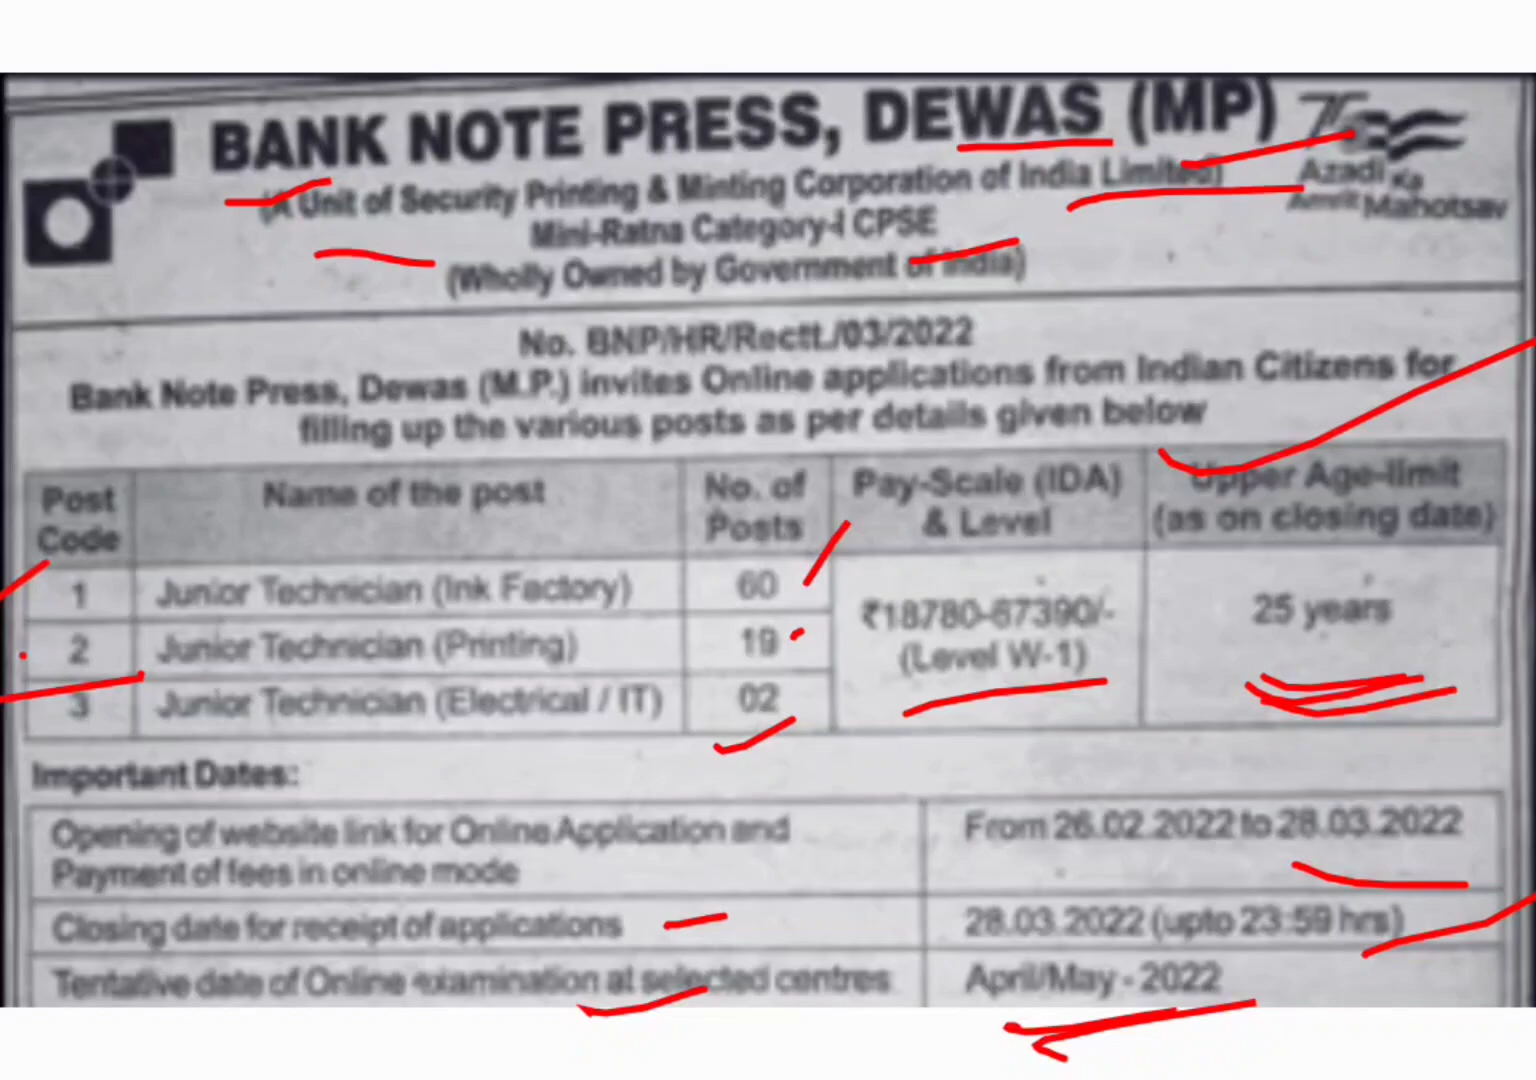 BANK NOTE PRESS, DEWAS (MP)
(A Unit of Security Printing & Minting Corporation of India Limited)
Mini-Ratna Category-I CPSE
(Wholly Owned by Government of India)
Azadi Ka
Amrit Mahotsav
No. BNP/HR/Rectt./03/2022
Bank Note Press, Dewas (M.P.) invites Online applications from Indian Citizens for
filling up the various posts as per details given below
Post Code Name of the post No. of Posts Pay-Scale (IDA) & Level Upper Age-limit (as on closing date)
1 Junior Technician (Ink Factory) 60 ₹18780-67390/- (Level W-1) 25 years
2 Junior Technician (Printing) 19
3 Junior Technician (Electrical / IT) 02
Important Dates:
Opening of website link for Online Application and From 26.02.2022 to 28.03.2022
Payment of fees in online mode
Closing date for receipt of applications 28.03.2022 (upto 23:59 hrs)
Tentative date of Online examination at selected centres April/May - 2022